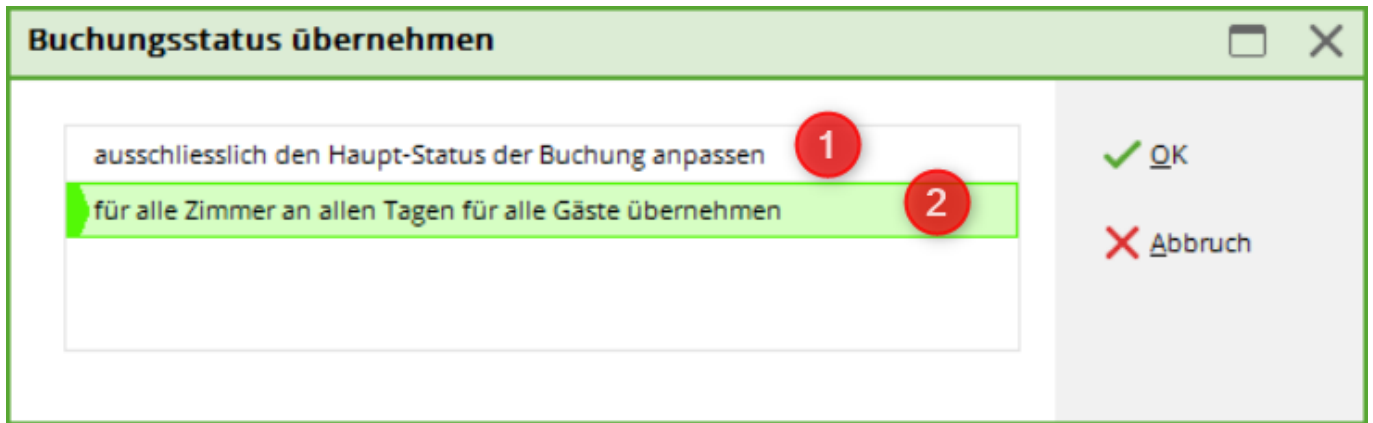 Buchungsstatus übernehmen
ausschliesslich den Haupt-Status der Buchung anpassen 1
für alle Zimmer an allen Tagen für alle Gäste übernehmen 2
OK
Abbruch